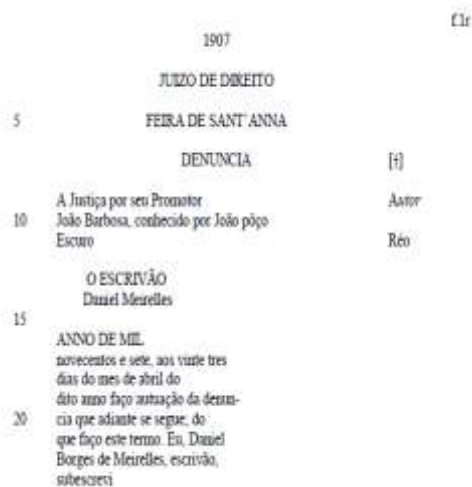 f.1r
1907
JUIZO DE DIREITO
5 FEIRA DE SANT'ANNA
DENUNCIA [†]
A Justiça por seu Promotor Autor
10 João Barbosa, conhecido por João pôço
Escuro Réo
O ESCRIVÃO
Daniel Meirelles
15
ANNO DE MIL
novecentos e sete, aos vinte tres
dias do mes de abril do
dito anno faço autuação da denun-
20 cia que adiante se segue, do
que faço este termo. Eu, Daniel
Borges de Meirelles, escrivão,
subescrevi